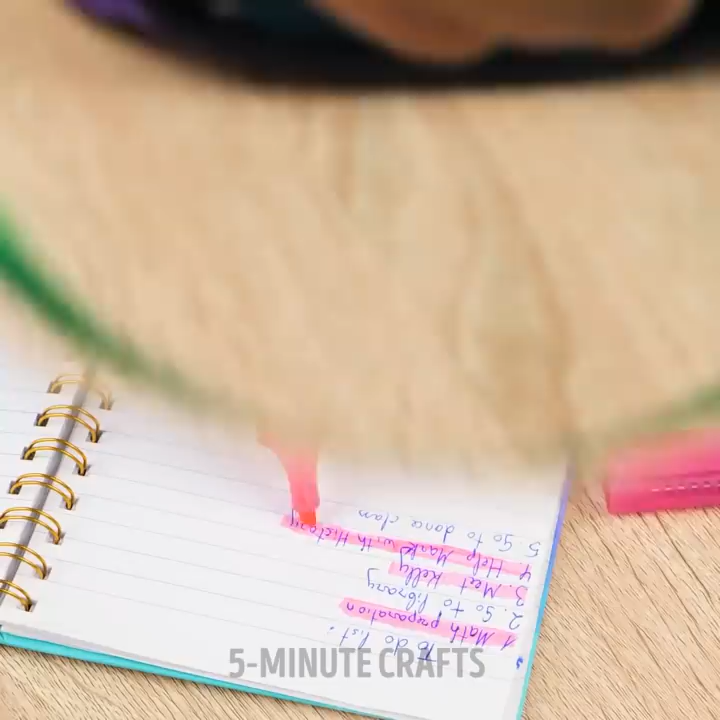 To do list:
1 Math preparation
2. Go to library
3. Meet Kelly
4 Help Mark with History
5 Go to dance class
5-MINUTE CRAFTS